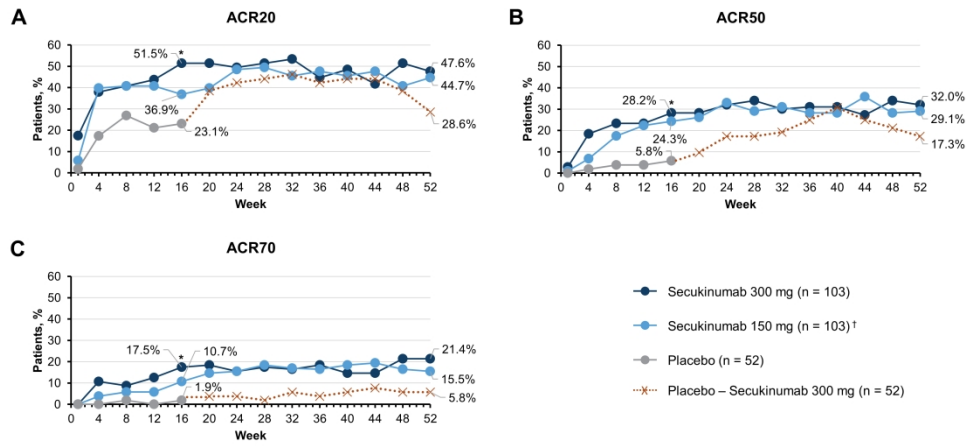 A
ACR20
Patients, %
60
50
40
30
20
10
0
51.5%
*
36.9%
23.1%
47.6%
44.7%
28.6%
0 4 8 12 16 20 24 28 32 36 40 44 48 52
Week
B
ACR50
Patients, %
60
50
40
30
20
10
0
28.2%
*
24.3%
5.8%
32.0%
29.1%
17.3%
0 4 8 12 16 20 24 28 32 36 40 44 48 52
Week
C
ACR70
Patients, %
60
50
40
30
20
10
0
17.5%
*
10.7%
1.9%
21.4%
15.5%
5.8%
0 4 8 12 16 20 24 28 32 36 40 44 48 52
Week
Secukinumab 300 mg (n = 103)
Secukinumab 150 mg (n = 103)†
Placebo (n = 52)
Placebo – Secukinumab 300 mg (n = 52)